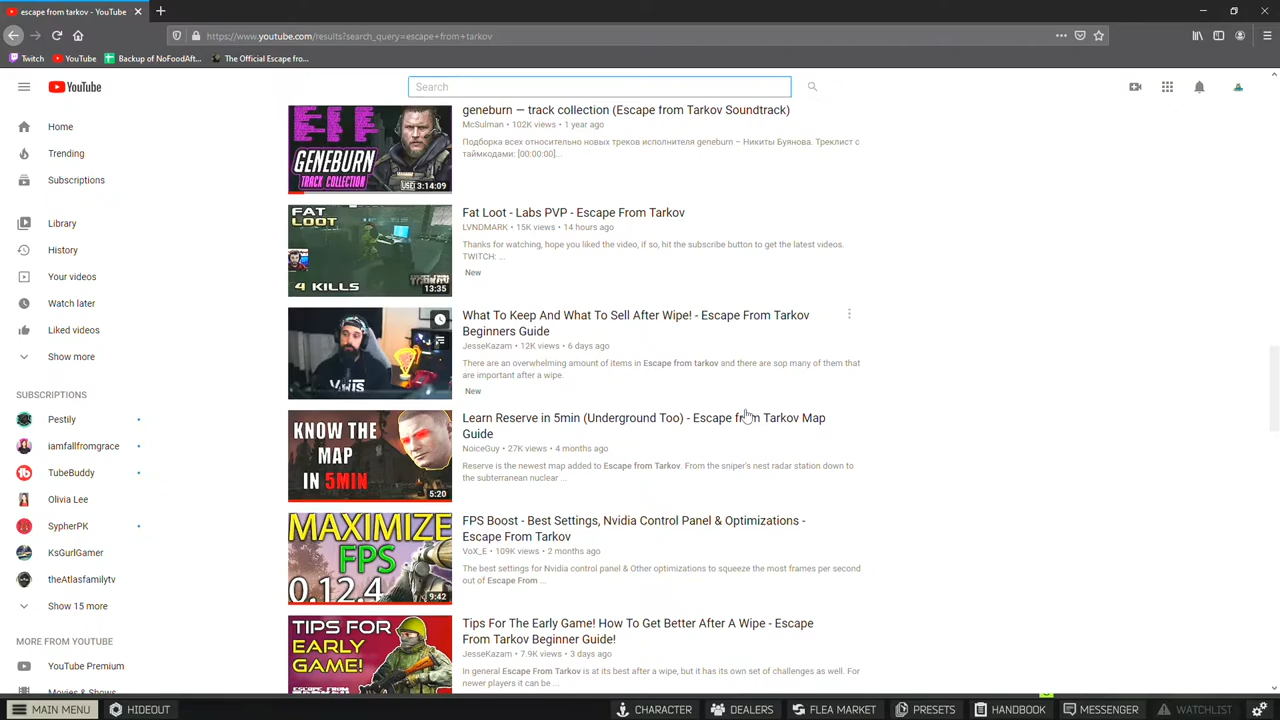 escape from tarkov - YouTube
https://www.youtube.com/results?search_query=escape+from+tarkov
Twitch
YouTube
Backup of NoFoodAft...
The Official Escape fro...
YouTube
Search
Home
Trending
Subscriptions
Library
History
Your videos
Watch later
Liked videos
Show more
SUBSCRIPTIONS
Pestily
iamfallfromgrace
TubeBuddy
Olivia Lee
SypherPK
KsGurlGamer
theAtlasfamilytv
Show 15 more
MORE FROM YOUTUBE
YouTube Premium
Movies & Shows
GENEBURN
TRACK COLLECTION
3:14:09
geneburn — track collection (Escape from Tarkov Soundtrack)
McSulman • 102K views • 1 year ago
Подборка всех относительно новых треков исполнителя geneburn – Никиты Буянова. Треклист с
таймкодами: [00:00:00]...
FAT
LOOT
4 KILLS
13:35
Fat Loot - Labs PVP - Escape From Tarkov
LVNDMARK • 15K views • 14 hours ago
Thanks for watching, hope you liked the video, if so, hit the subscribe button to get the latest videos.
TWITCH: ...
New
What To Keep And What To Sell After Wipe! - Escape From Tarkov
Beginners Guide
JesseKazam • 12K views • 6 days ago
There are an overwhelming amount of items in Escape from tarkov and there are sop many of them that
are important after a wipe.
New
KNOW THE
MAP
IN 5MIN
5:20
Learn Reserve in 5min (Underground Too) - Escape from Tarkov Map
Guide
NoiceGuy • 27K views • 4 months ago
Reserve is the newest map added to Escape from Tarkov. From the sniper's nest radar station down to
the subterranean nuclear ...
MAXIMIZE
FPS
0.12.4
9:42
FPS Boost - Best Settings, Nvidia Control Panel & Optimizations -
Escape From Tarkov
VoX_E • 109K views • 2 months ago
The best settings for Nvidia control panel & Other optimizations to squeeze the most frames per second
out of Escape From ...
TIPS FOR
EARLY
GAME!
ESCAPE FROM
Tips For The Early Game! How To Get Better After A Wipe - Escape
From Tarkov Beginner Guide!
JesseKazam • 7.9K views • 3 days ago
In general Escape From Tarkov is at its best after a wipe, but it has its own set of challenges as well. For
newer players it can be ...
MAIN MENU
HIDEOUT
CHARACTER
DEALERS
FLEA MARKET
PRESETS
HANDBOOK
MESSENGER
WATCHLIST